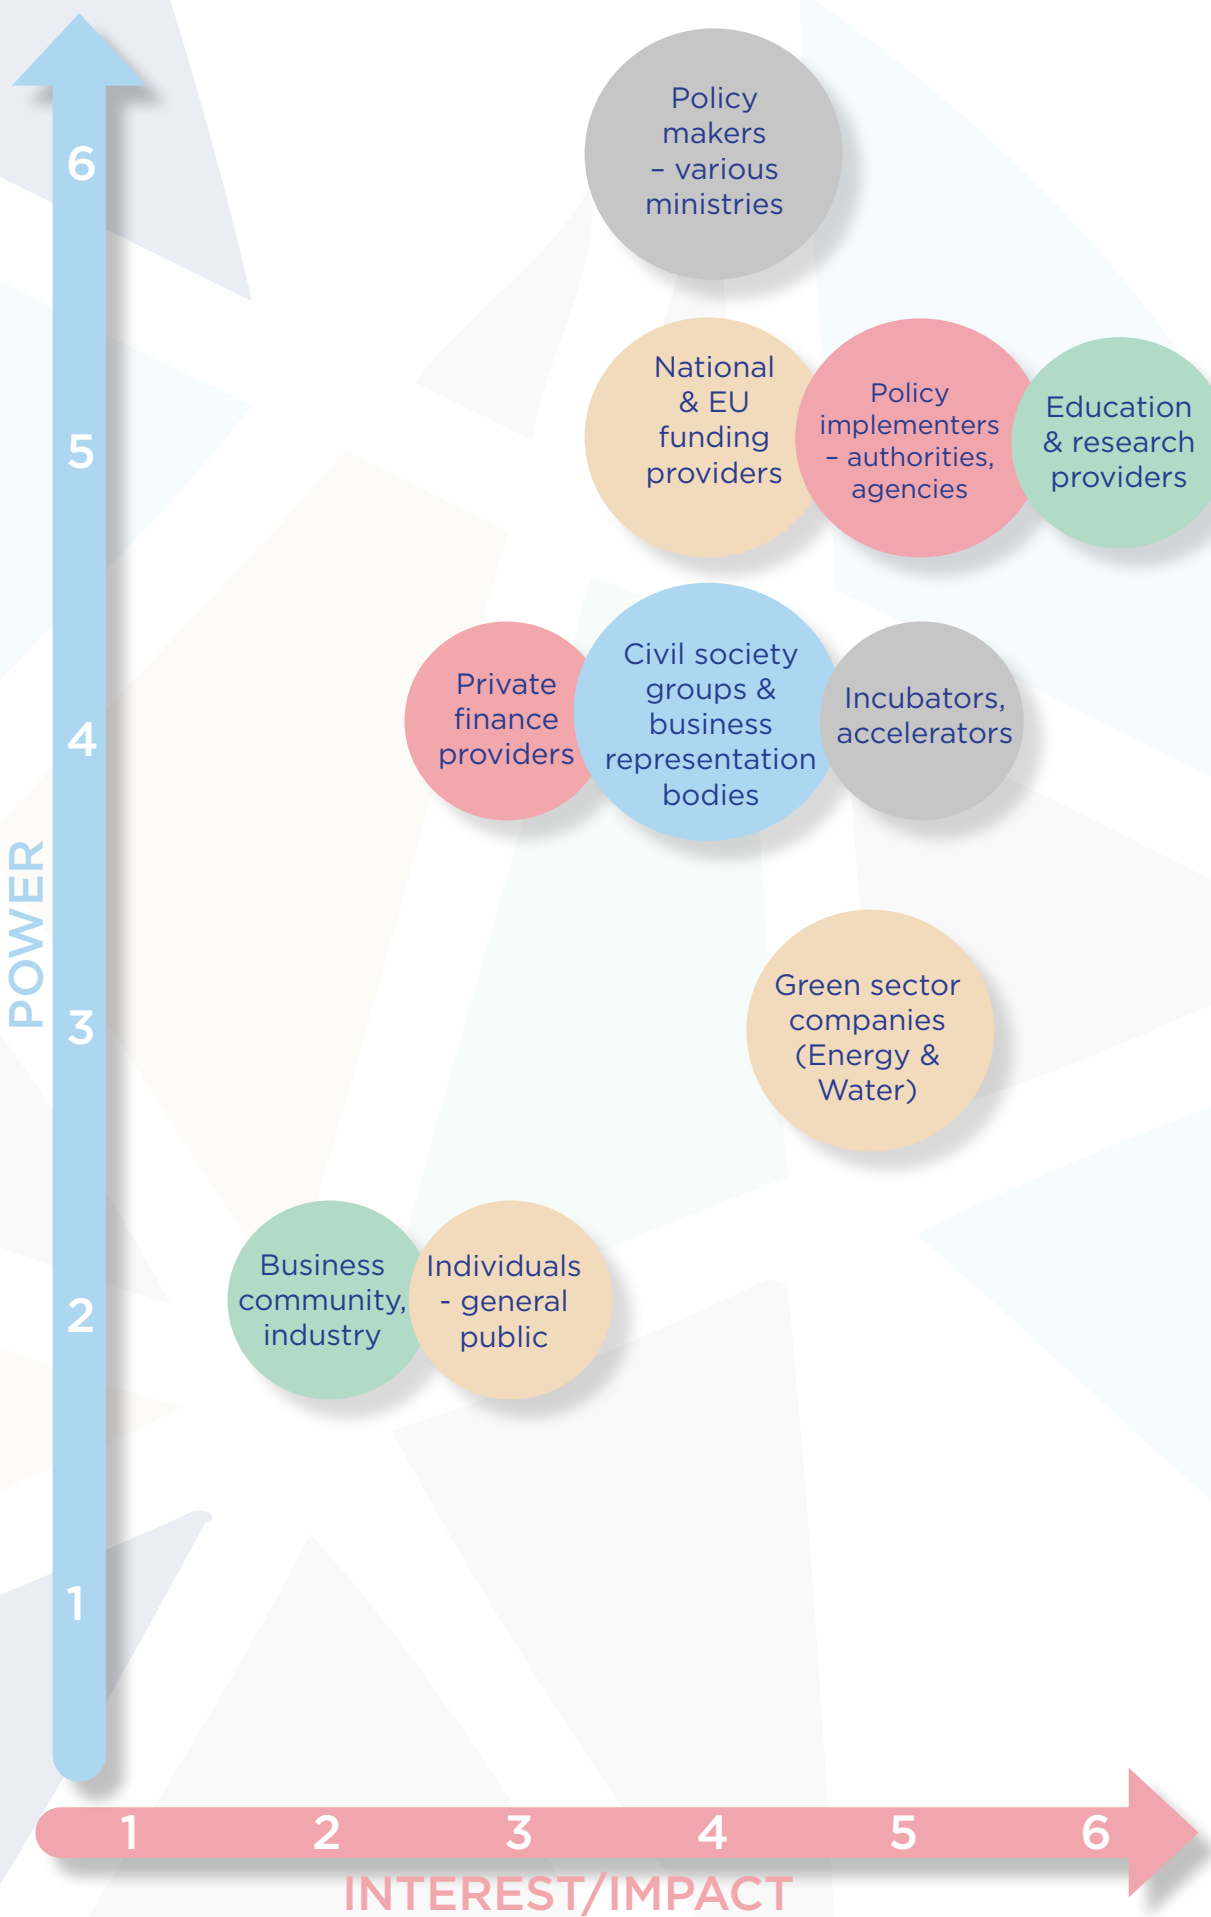 6
Policy
makers
– various
ministries
5
National
& EU
funding
providers
Policy
implementers
– authorities,
agencies
Education
& research
providers
4
Private
finance
providers
Civil society
groups &
business
representation
bodies
Incubators,
accelerators
POWER
3
Green sector
companies
(Energy &
Water)
2
Business
community,
industry
Individuals
- general
public
1
1 2 3 4 5 6
INTEREST/IMPACT